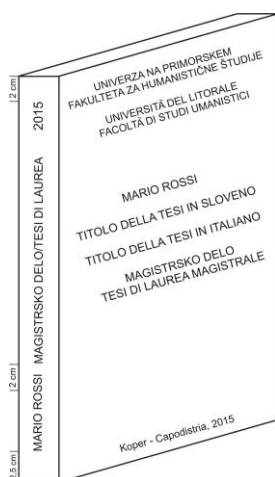 2 cm
2 cm
2,5 cm
MARIO ROSSI MAGISTRSKO DELO/TESI DI LAUREA 2015
UNIVERZA NA PRIMORSKEM
FAKULTETA ZA HUMANISTIČNE ŠTUDIJE
UNIVERSITÁ DEL LITORALE
FACOLTÁ DI STUDI UMANISTICI
MARIO ROSSI
TITOLO DELLA TESI IN SLOVENO
TITOLO DELLA TESI IN ITALIANO
MAGISTRSKO DELO
TESI DI LAUREA MAGISTRALE
Koper - Capodistria, 2015